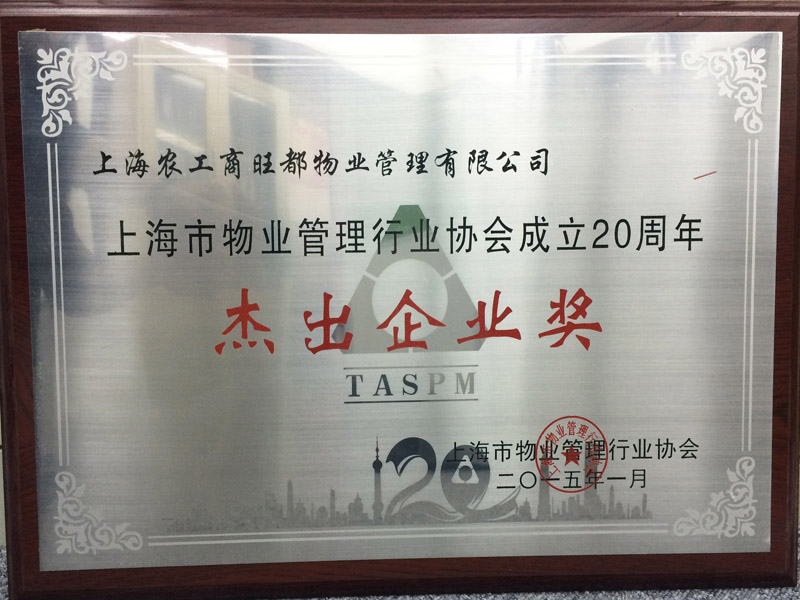 上海农工商旺都物业管理有限公司
上海市物业管理行业协会成立20周年
杰出企业奖
TASPM
20
上海市物业管理行业协会
二〇一五年一月